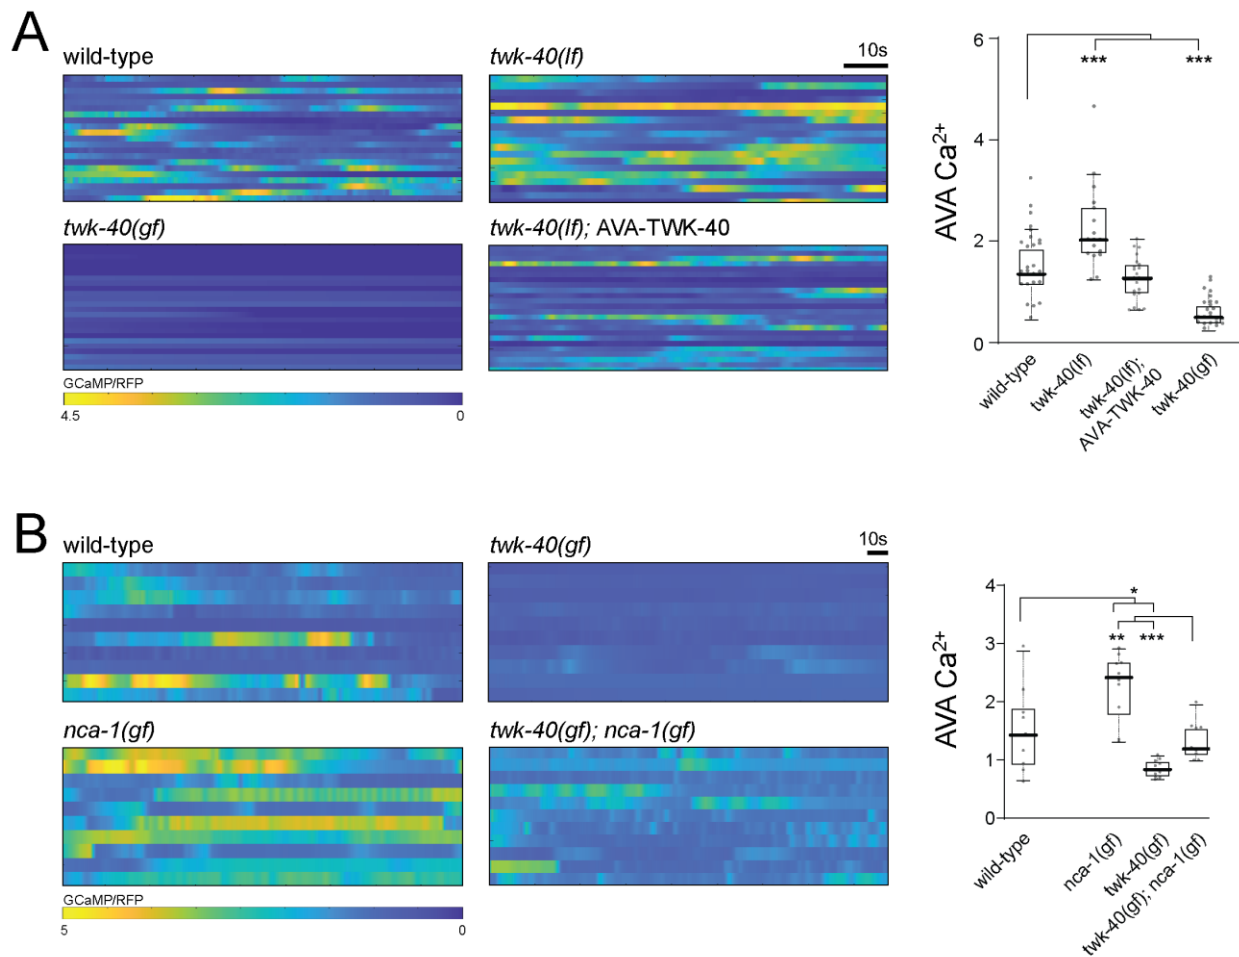 A
wild-type
twk-40(lf)
10s
twk-40(gf)
twk-40(lf); AVA-TWK-40
GCaMP/RFP
4.5
0
AVA Ca2+
6
4
2
0
***
***
wild-type
twk-40(lf)
twk-40(lf);
AVA-TWK-40
twk-40(gf)
B
wild-type
twk-40(gf)
10s
nca-1(gf)
twk-40(gf); nca-1(gf)
GCaMP/RFP
5
0
AVA Ca2+
4
3
2
1
0
*
**
***
wild-type
nca-1(gf)
twk-40(gf)
twk-40(gf); nca-1(gf)